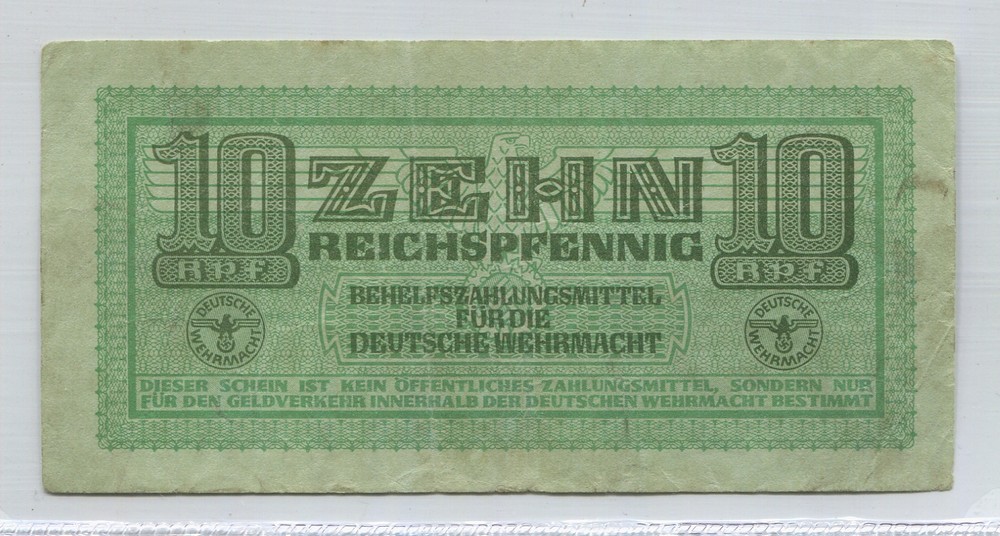 10 ZEHN 10
REICHSPFENNIG
RPF RPF
BEHELFSZAHLUNGSMITTEL
FÜR DIE
DEUTSCHE WEHRMACHT
DEUTSCHE WEHRMACHT
DEUTSCHE WEHRMACHT
DIESER SCHEIN IST KEIN ÖFFENTLICHES ZAHLUNGSMITTEL, SONDERN NUR
FÜR DEN GELDVERKEHR INNERHALB DER DEUTSCHEN WEHRMACHT BESTIMMT